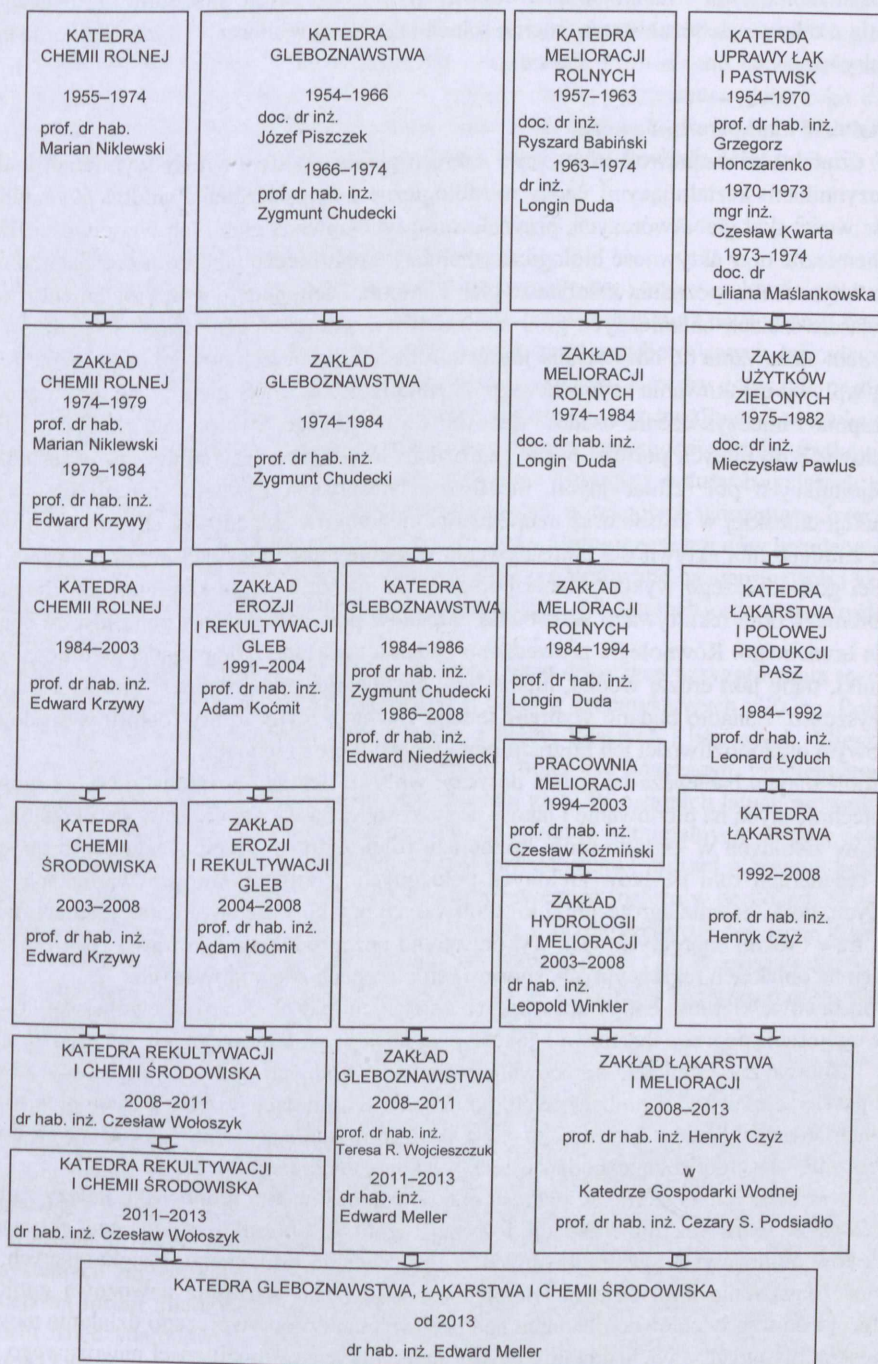 KATEDRA
CHEMII ROLNEJ
1955–1974
prof. dr hab.
Marian Niklewski
KATEDRA
GLEBOZNAWSTWA
1954–1966
doc. dr inż.
Józef Piszczek
1966–1974
prof dr hab. inż.
Zygmunt Chudecki
KATEDRA
MELIORACJI
ROLNYCH
1957–1963
doc. dr inż.
Ryszard Babiński
1963–1974
dr inż.
Longin Duda
KATERDA
UPRAWY ŁĄK
I PASTWISK
1954–1970
prof. dr hab. inż.
Grzegorz
Honczarenko
1970–1973
mgr inż.
Czesław Kwarta
1973–1974
doc. dr
Liliana Maślankowska
ZAKŁAD
CHEMII ROLNEJ
1974–1979
prof. dr hab.
Marian Niklewski
1979–1984
prof. dr hab. inż.
Edward Krzywy
ZAKŁAD
GLEBOZNAWSTWA
1974–1984
prof. dr hab. inż.
Zygmunt Chudecki
ZAKŁAD
MELIORACJI
ROLNYCH
1974–1984
doc. dr hab. inż.
Longin Duda
ZAKŁAD
UŻYTKÓW
ZIELONYCH
1975–1982
doc. dr inż.
Mieczysław Pawlus
KATEDRA
CHEMII ROLNEJ
1984–2003
prof. dr hab. inż.
Edward Krzywy
ZAKŁAD
EROZJI
I REKULTYWACJI
GLEB
1991–2004
prof. dr hab. inż.
Adam Koćmit
KATEDRA
GLEBOZNAWSTWA
1984–1986
prof. dr hab. inż.
Zygmunt Chudecki
1986–2008
prof. dr hab. inż.
Edward Niedźwiecki
ZAKŁAD
MELIORACJI
ROLNYCH
1984–1994
prof. dr hab. inż.
Longin Duda
KATEDRA
ŁĄKARSTWA
I POLOWEJ
PRODUKCJI
PASZ
1984–1992
prof. dr hab. inż.
Leonard Łyduch
PRACOWNIA
MELIORACJI
1994–2003
prof. dr hab. inż.
Czesław Koźmiński
KATEDRA
CHEMII
ŚRODOWISKA
2003–2008
prof. dr hab. inż.
Edward Krzywy
ZAKŁAD
EROZJI
I REKULTYWACJI
GLEB
2004–2008
prof. dr hab. inż.
Adam Koćmit
ZAKŁAD
HYDROLOGII
I MELIORACJI
2003–2008
dr hab. inż.
Leopold Winkler
KATEDRA
ŁĄKARSTWA
1992–2008
prof. dr hab. inż.
Henryk Czyż
KATEDRA REKULTYWACJI
I CHEMII ŚRODOWISKA
2008–2011
dr hab. inż. Czesław Wołoszyk
KATEDRA REKULTYWACJI
I CHEMII ŚRODOWISKA
2011–2013
dr hab. inż. Czesław Wołoszyk
ZAKŁAD
GLEBOZNAWSTWA
2008–2011
prof. dr hab. inż.
Teresa R. Wojcieszczuk
2011–2013
dr hab. inż.
Edward Meller
ZAKŁAD ŁĄKARSTWA
I MELIORACJI
2008–2013
prof. dr hab. inż. Henryk Czyż
w
Katedrze Gospodarki Wodnej
prof. dr hab. inż. Cezary S. Podsiadło
KATEDRA GLEBOZNAWSTWA, ŁĄKARSTWA I CHEMII ŚRODOWISKA
od 2013
dr hab. inż. Edward Meller